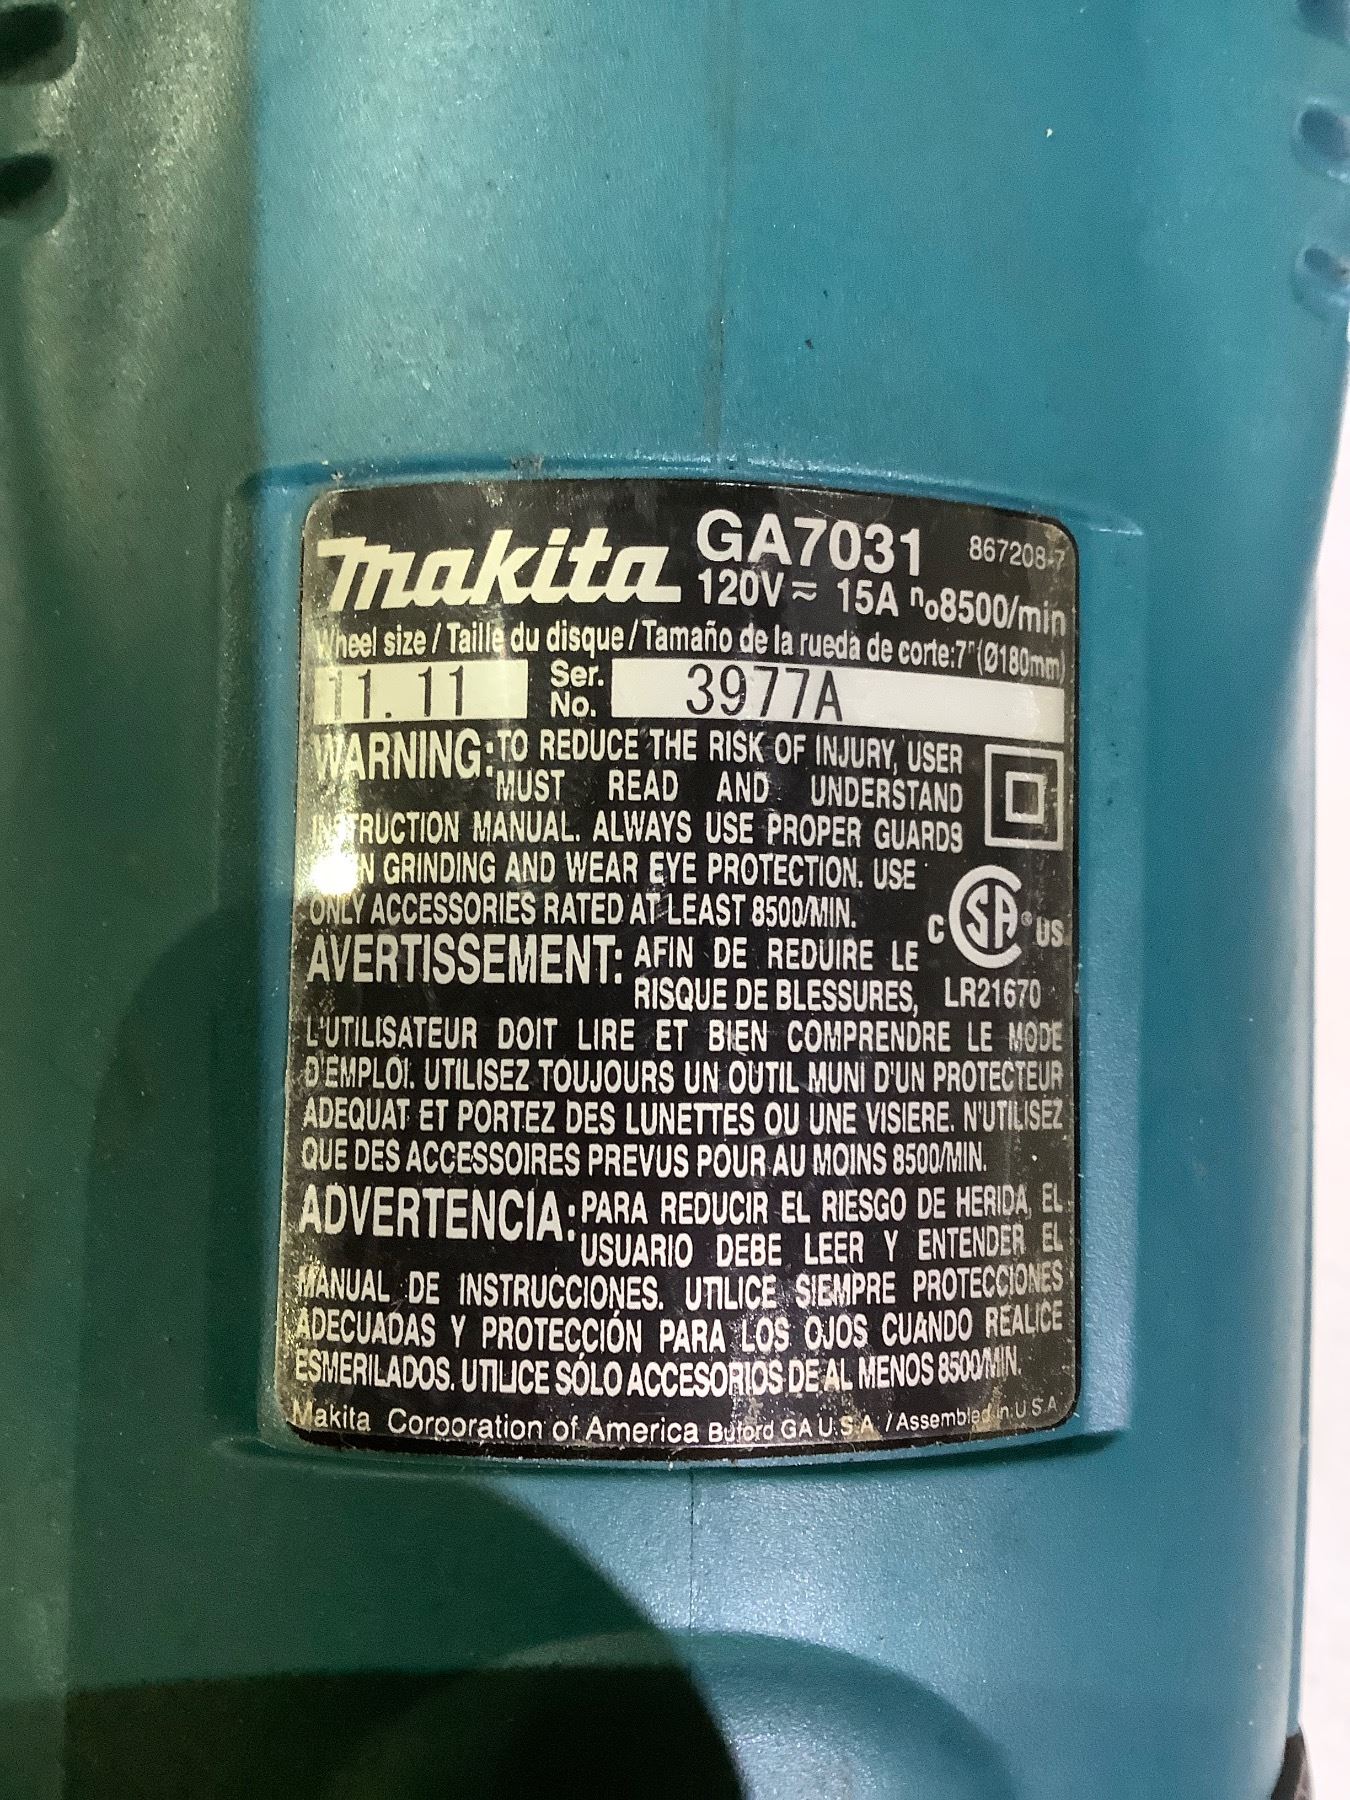 makita GA7031 867208-7
120V ≂ 15A n₀8500/min
Wheel size / Taille du disque / Tamaño de la rueda de corte:7"(Ø180mm)
11. 11 Ser. No. 3977A
WARNING: TO REDUCE THE RISK OF INJURY, USER
MUST READ AND UNDERSTAND
INSTRUCTION MANUAL. ALWAYS USE PROPER GUARDS
WHEN GRINDING AND WEAR EYE PROTECTION. USE
ONLY ACCESSORIES RATED AT LEAST 8500/MIN.
C SA ® US
AVERTISSEMENT: AFIN DE REDUIRE LE
RISQUE DE BLESSURES, LR21670
L'UTILISATEUR DOIT LIRE ET BIEN COMPRENDRE LE MODE
D'EMPLOI. UTILISEZ TOUJOURS UN OUTIL MUNI D'UN PROTECTEUR
ADEQUAT ET PORTEZ DES LUNETTES OU UNE VISIERE. N'UTILISEZ
QUE DES ACCESSOIRES PREVUS POUR AU MOINS 8500/MIN.
ADVERTENCIA: PARA REDUCIR EL RIESGO DE HERIDA, EL
USUARIO DEBE LEER Y ENTENDER EL
MANUAL DE INSTRUCCIONES. UTILICE SIEMPRE PROTECCIONES
ADECUADAS Y PROTECCIÓN PARA LOS OJOS CUANDO REALICE
ESMERILADOS. UTILICE SÓLO ACCESORIOS DE AL MENOS 8500/MIN.
Makita Corporation of America Buford GA U.S.A. / Assembled in U.S.A